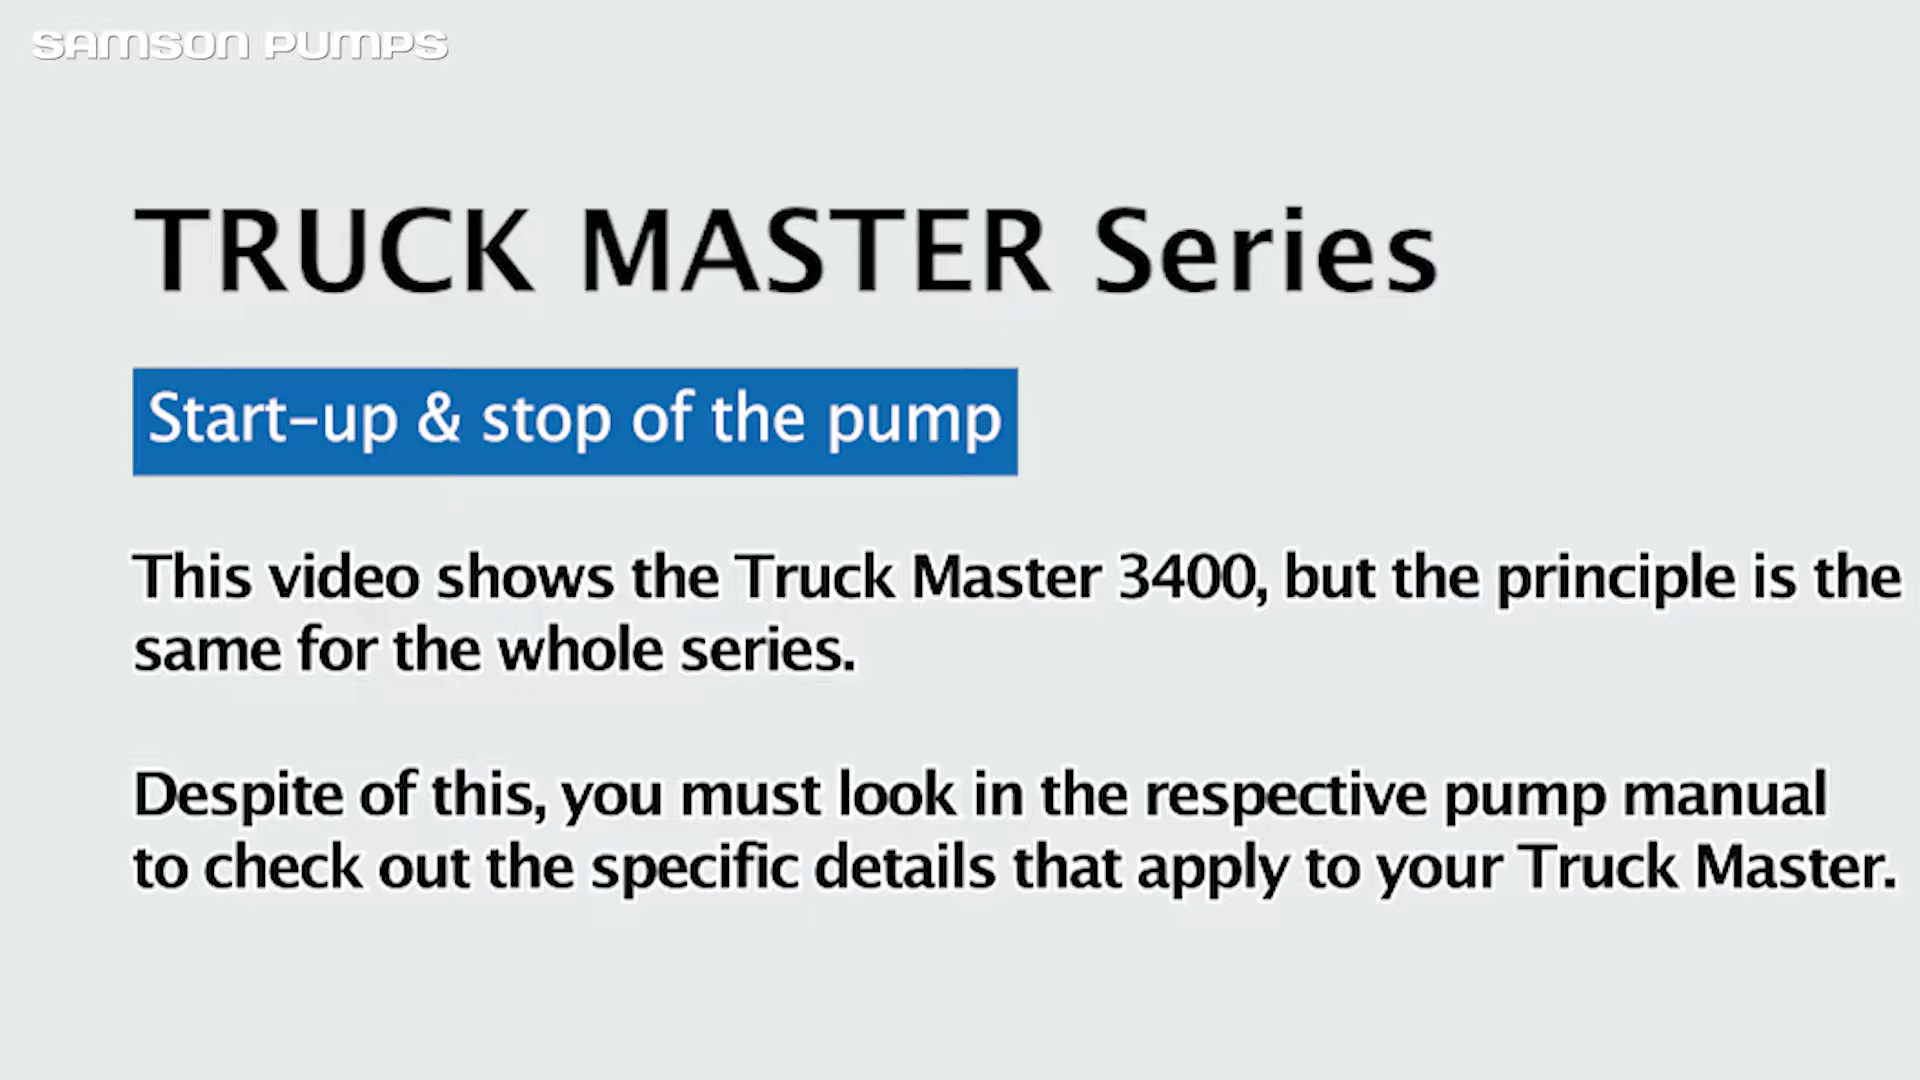 SAMSON PUMPS
TRUCK MASTER Series
Start-up & stop of the pump
This video shows the Truck Master 3400, but the principle is the
same for the whole series.
Despite of this, you must look in the respective pump manual
to check out the specific details that apply to your Truck Master.